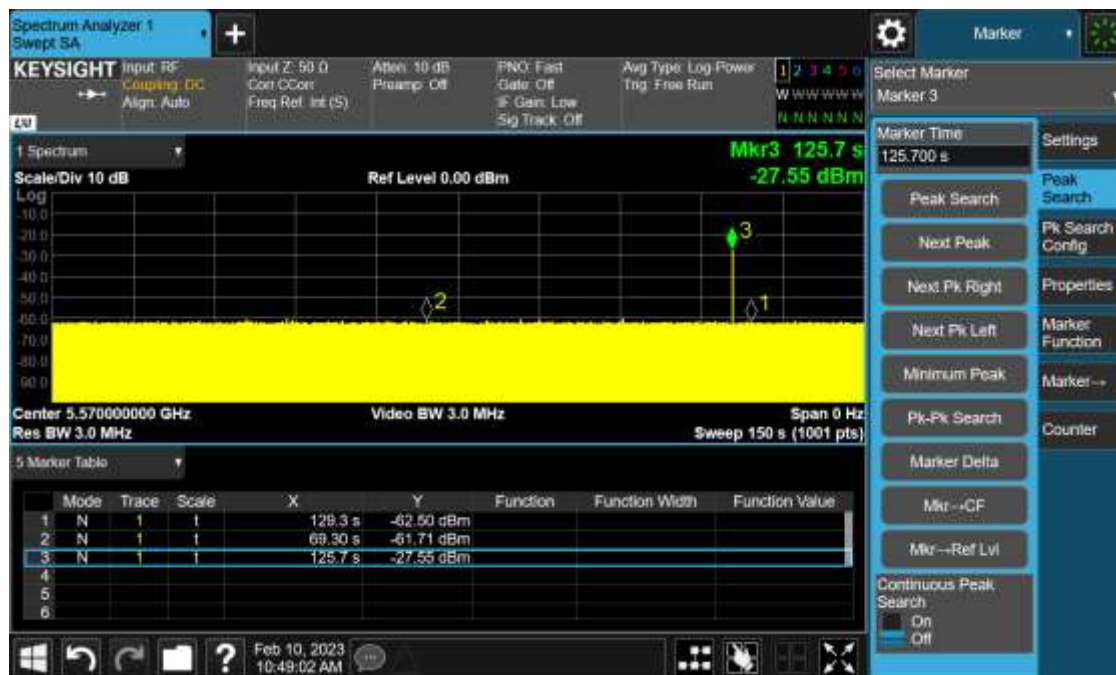 Spectrum Analyzer 1
Swept SA
+
Marker
KEYSIGHT
Input: RF
Coupling: DC
Align: Auto
Input Z: 50 Ω
Corr CCorr
Freq Ref: Int (S)
Atten: 10 dB
Preamp: Off
PNO: Fast
Gate: Off
IF Gain: Low
Sig Track: Off
Avg Type: Log-Power
Trig: Free Run
1 2 3 4 5 6
W W W W W W
N N N N N N
Select Marker
Marker 3
LXI
1 Spectrum
Scale/Div 10 dB
Ref Level 0.00 dBm
Mkr3 125.7 s
-27.55 dBm
Log
-10.0
-20.0
-30.0
-40.0
-50.0
-60.0
-70.0
-80.0
-90.0
3
2
1
Center 5.570000000 GHz
Res BW 3.0 MHz
Video BW 3.0 MHz
Span 0 Hz
Sweep 150 s (1001 pts)
Marker Time
125.700 s
Peak Search
Next Peak
Next Pk Right
Next Pk Left
Minimum Peak
Pk-Pk Search
Marker Delta
Mkr→CF
Mkr→Ref Lvl
Continuous Peak
Search
On
Off
Settings
Peak
Search
Pk Search
Config
Properties
Marker
Function
Marker→
Counter
5 Marker Table
Mode Trace Scale X Y Function Function Width Function Value
1 N 1 t 129.3 s -62.50 dBm
2 N 1 t 69.30 s -61.71 dBm
3 N 1 t 125.7 s -27.55 dBm
4
5
6
?
Feb 10, 2023
10:49:02 AM